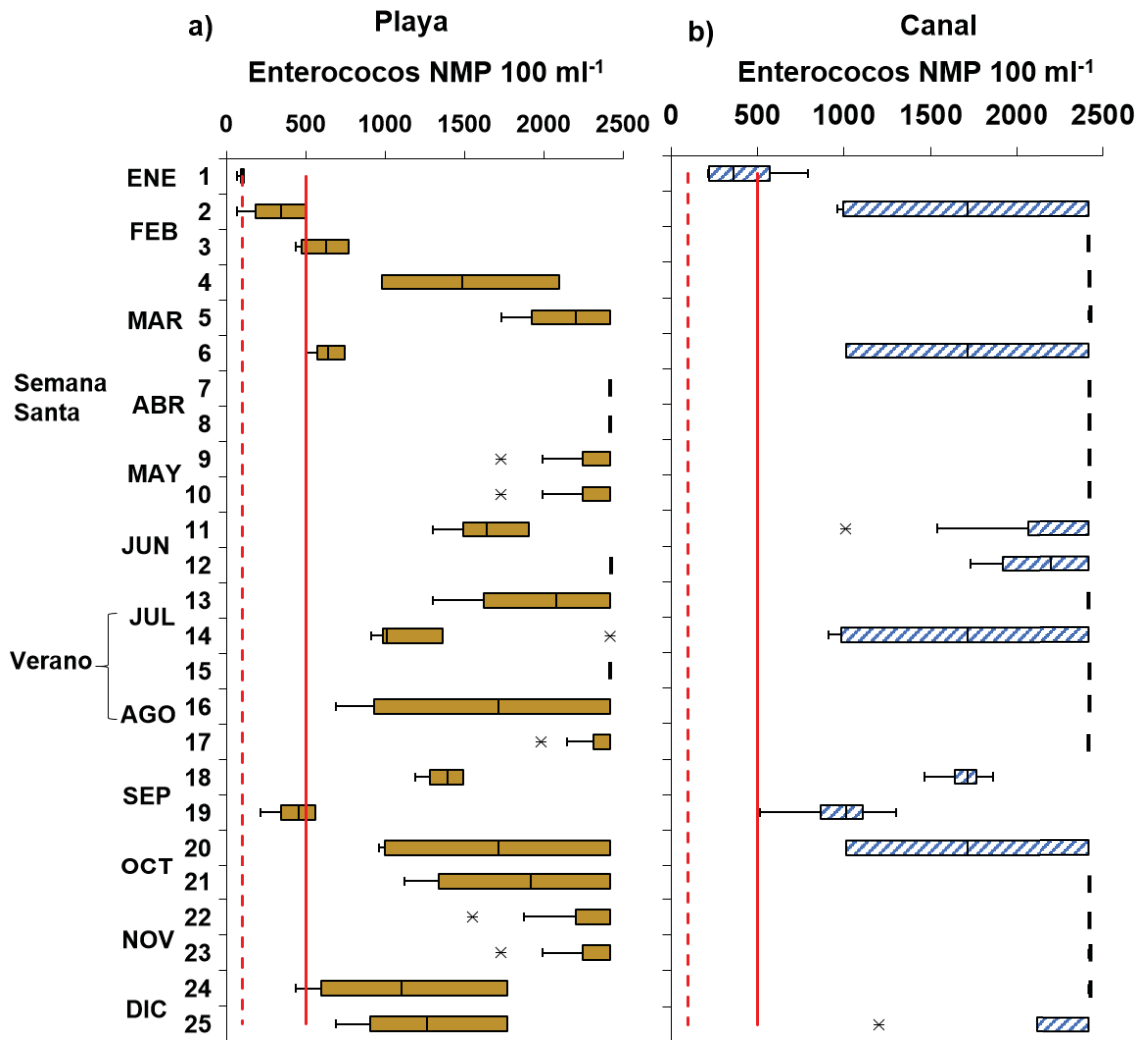 a)
Playa
Enterococos NMP 100 ml-1
0 500 1000 1500 2000 2500
b)
Canal
Enterococos NMP 100 ml-1
0 500 1000 1500 2000 2500
ENE 1
2
FEB
3
4
MAR 5
6
Semana
Santa
7
ABR
8
9
MAY
10
11
JUN
12
13
JUL
14
Verano
15
16
AGO
17
18
SEP
19
20
OCT
21
22
NOV
23
24
DIC
25